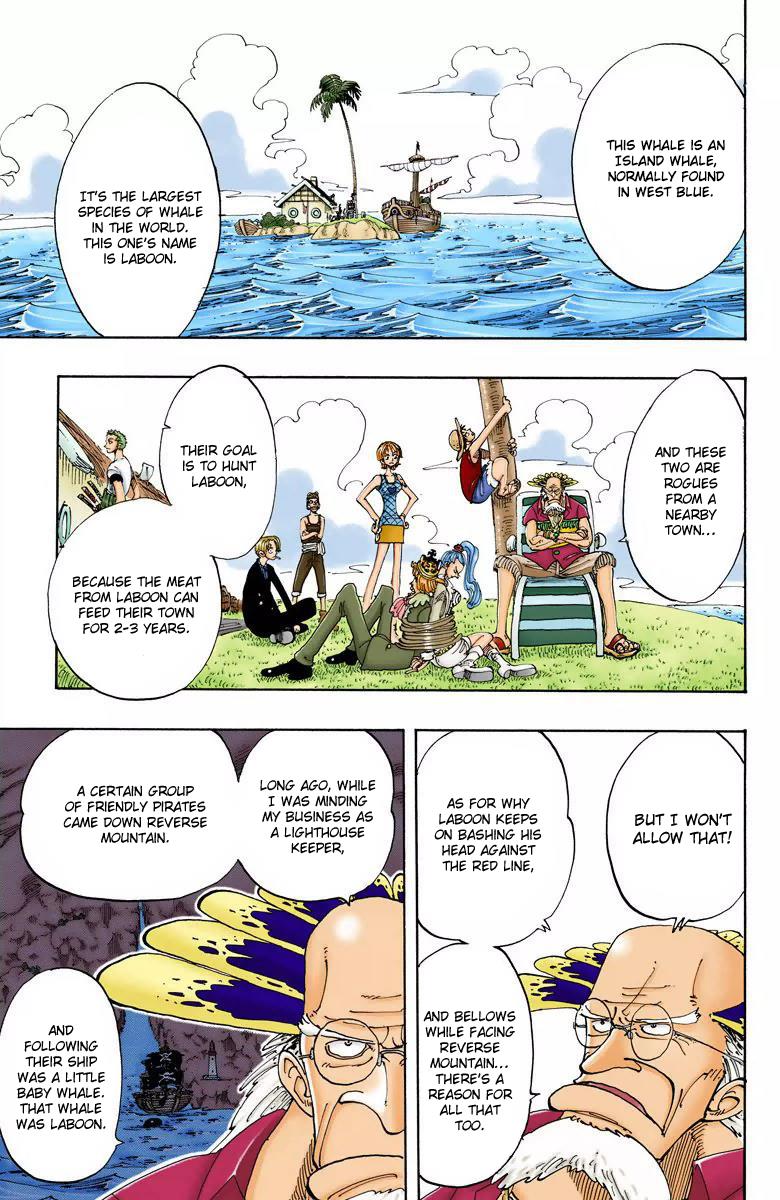 THIS WHALE IS AN
ISLAND WHALE,
NORMALLY FOUND
IN WEST BLUE.
IT'S THE LARGEST
SPECIES OF WHALE
IN THE WORLD.
THIS ONE'S NAME
IS LABOON.
AND THESE
TWO ARE
ROGUES
FROM A
NEARBY
TOWN...
THEIR GOAL
IS TO HUNT
LABOON,
BECAUSE THE MEAT
FROM LABOON CAN
FEED THEIR TOWN
FOR 2-3 YEARS.
BUT I WON'T
ALLOW THAT!
AS FOR WHY
LABOON KEEPS
ON BASHING HIS
HEAD AGAINST
THE RED LINE,
AND BELLOWS
WHILE FACING
REVERSE
MOUNTAIN...
THERE'S A
REASON FOR
ALL THAT
TOO.
LONG AGO, WHILE
I WAS MINDING
MY BUSINESS AS
A LIGHTHOUSE
KEEPER,
A CERTAIN GROUP
OF FRIENDLY PIRATES
CAME DOWN REVERSE
MOUNTAIN.
AND
FOLLOWING
THEIR SHIP
WAS A LITTLE
BABY WHALE.
THAT WHALE
WAS LABOON.